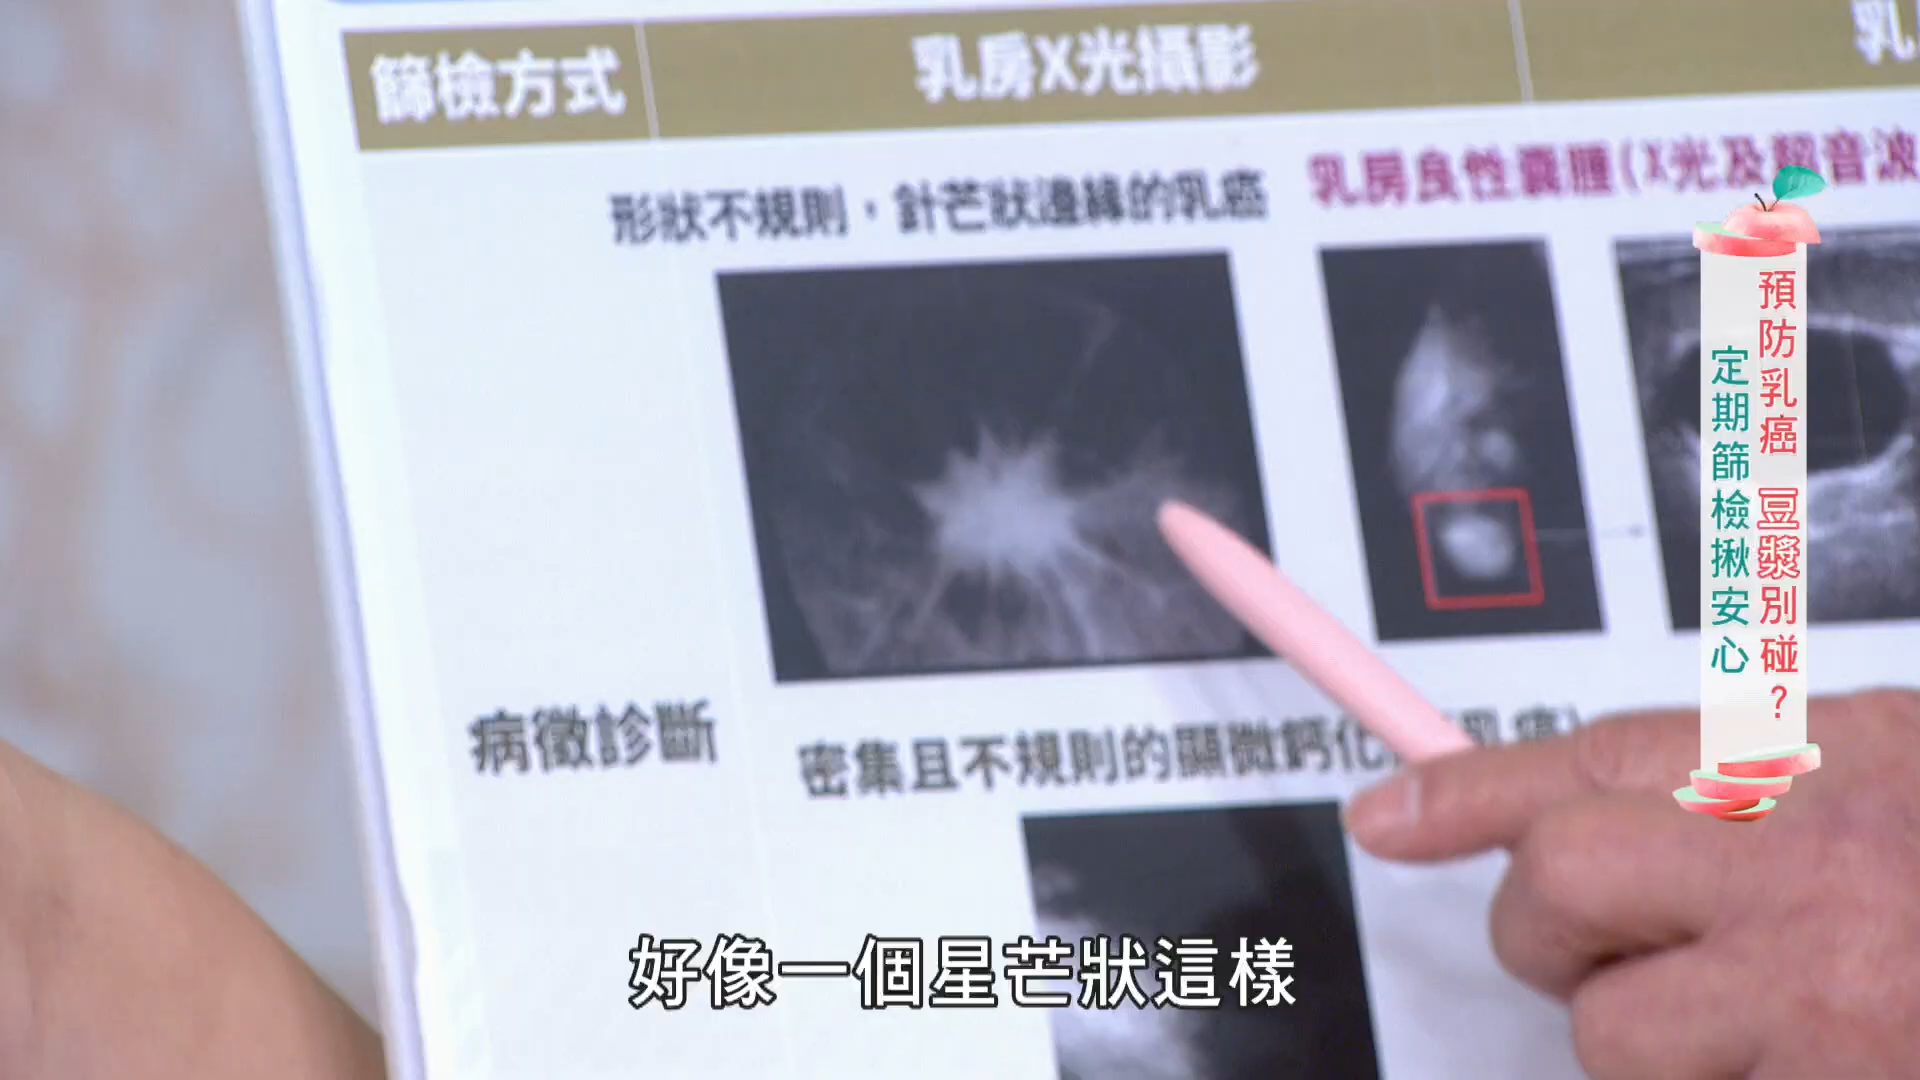 篩檢方式
乳房X光攝影
乳
形狀不規則，針芒狀邊緣的乳癌
乳房良性囊腫(X光及超音波
病徵診斷
密集且不規則的顯微鈣化
預防乳癌 豆漿別碰？
定期篩檢揪安心
好像一個星芒狀這樣